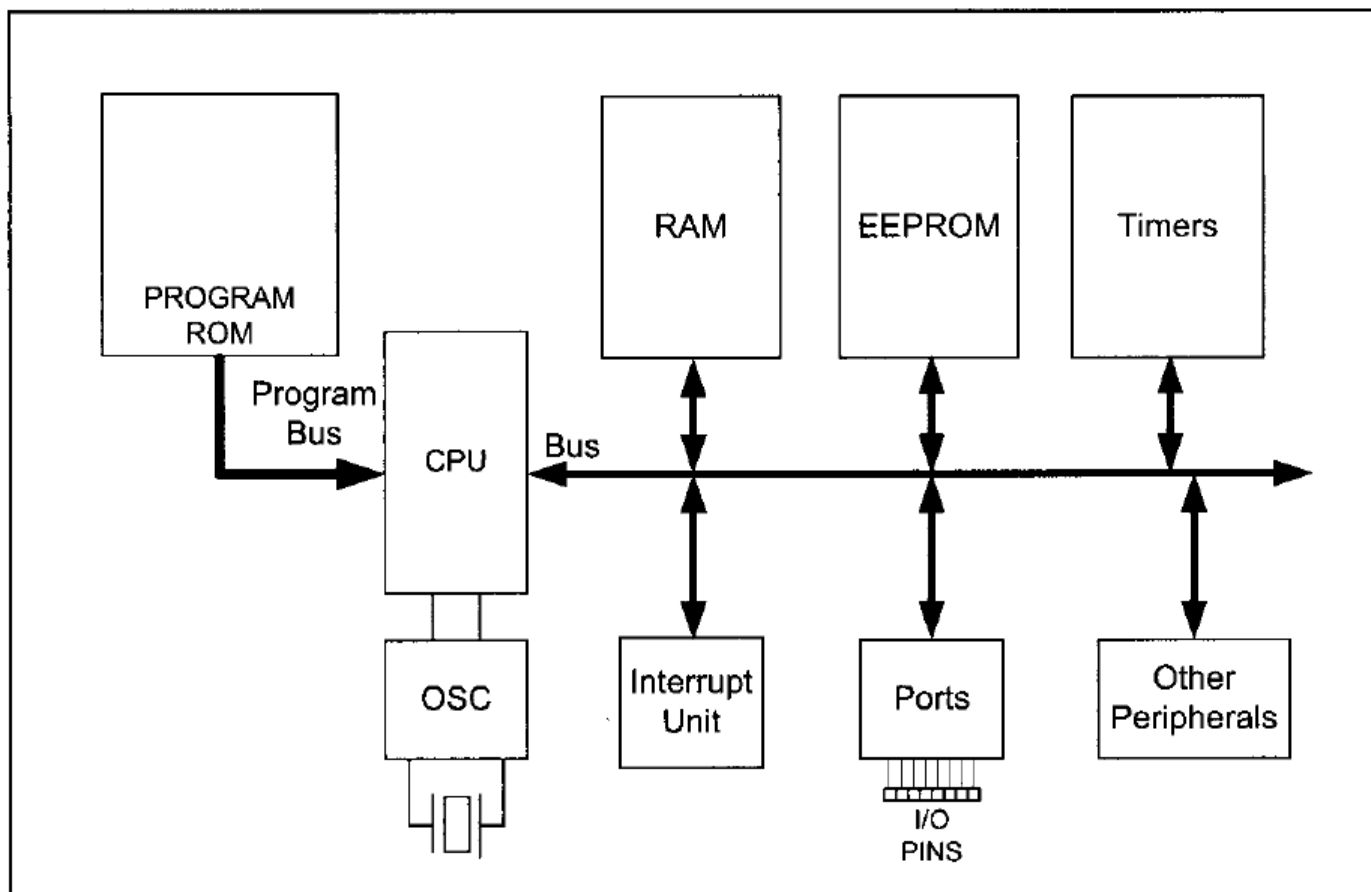 PROGRAM
ROM
RAM
EEPROM
Timers
Program
Bus
CPU
Bus
OSC
Interrupt
Unit
Ports
Other
Peripherals
I/O
PINS